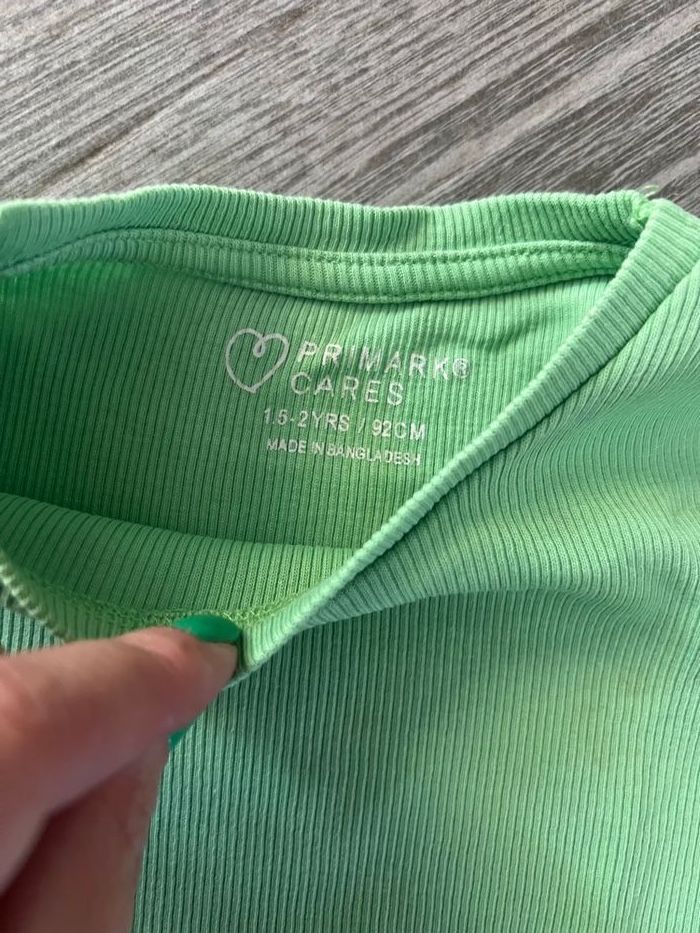 PRIMARK®
CARES
1.5-2YRS / 92CM
MADE IN BANGLADESH